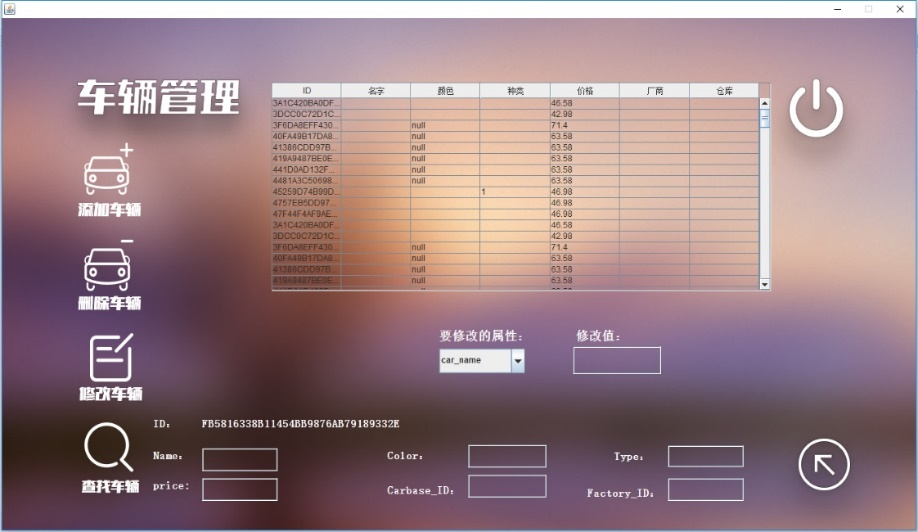 车辆管理
ID 名字 颜色 种类 价格 厂商 仓库
3A1C420BA0DF... 46.58
3DCC0C72D1C... 42.98
3F6DA8EFF430... null 71.4
40FA49B17DA8... null 63.58
41386CDD97B... null 63.58
419A9487BE0E... null 63.58
441D0AD132F... null 63.58
4481A3C50698... null 63.58
45259D74B99D... 1 46.98
4757EB5DD97... 46.98
47F44F4AF9AE... 46.98
3A1C420BA0DF... 46.58
3DCC0C72D1C... 42.98
3F6DA8EFF430... null 71.4
40FA49B17DA8... null 63.58
41386CDD97B... null 63.58
419A9487BE0E... null 63.58
添加车辆
删除车辆
修改车辆
查找车辆
要修改的属性： 修改值：
car_name
ID： FB5816338B11454BB9876AB79189332E
Name： Color： Type：
price： Carbase_ID： Factory_ID：